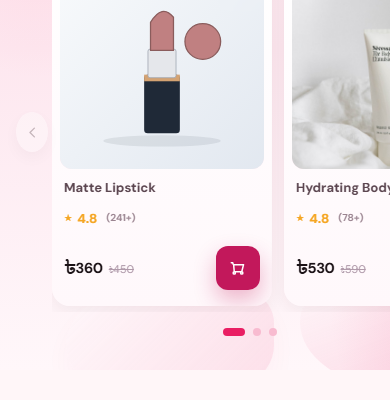 Matte Lipstick
★ 4.8 (241+)
৳360 ৳450
Hydrating Body
★ 4.8 (78+)
৳530 ৳590